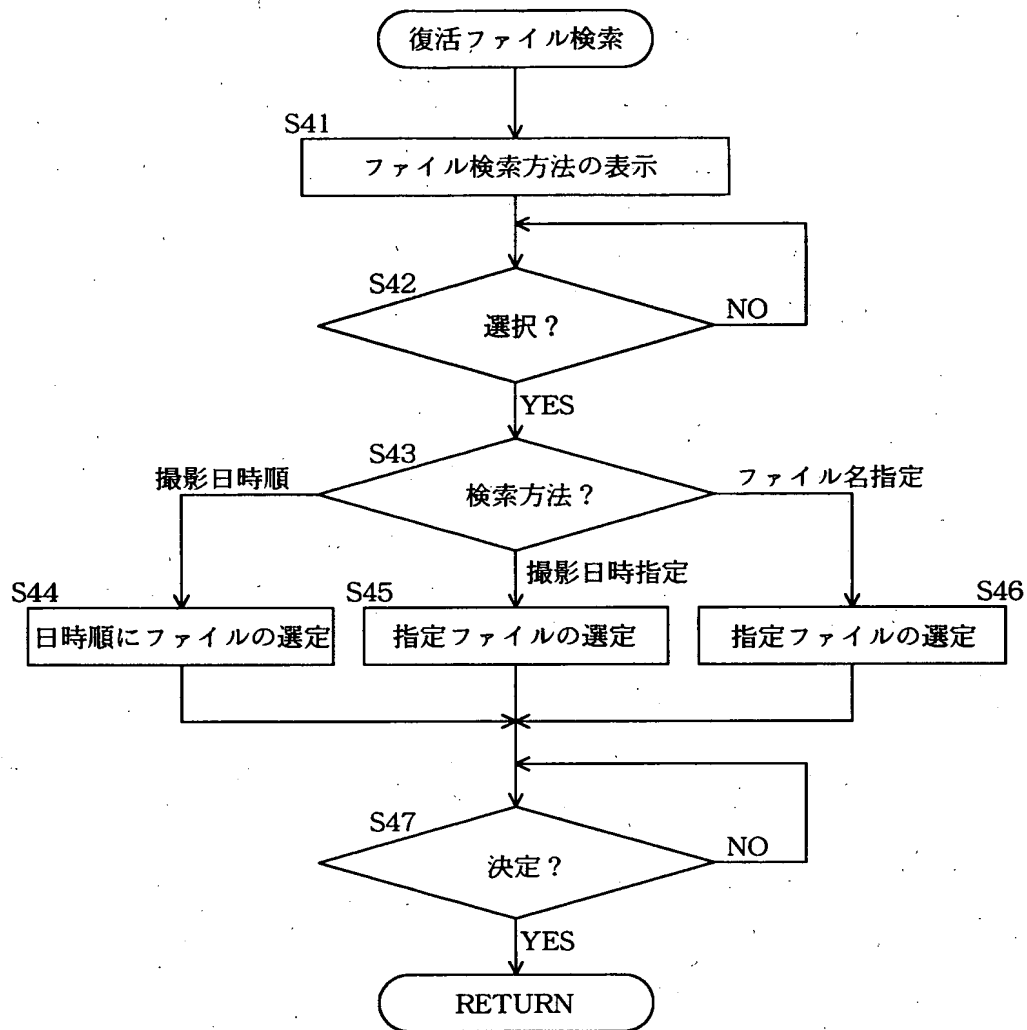 復活ファイル検索
S41
ファイル検索方法の表示
S42
選択？
NO
YES
S43
検索方法？
撮影日時順
ファイル名指定
撮影日時指定
S44
日時順にファイルの選定
S45
指定ファイルの選定
S46
指定ファイルの選定
S47
決定？
NO
YES
RETURN